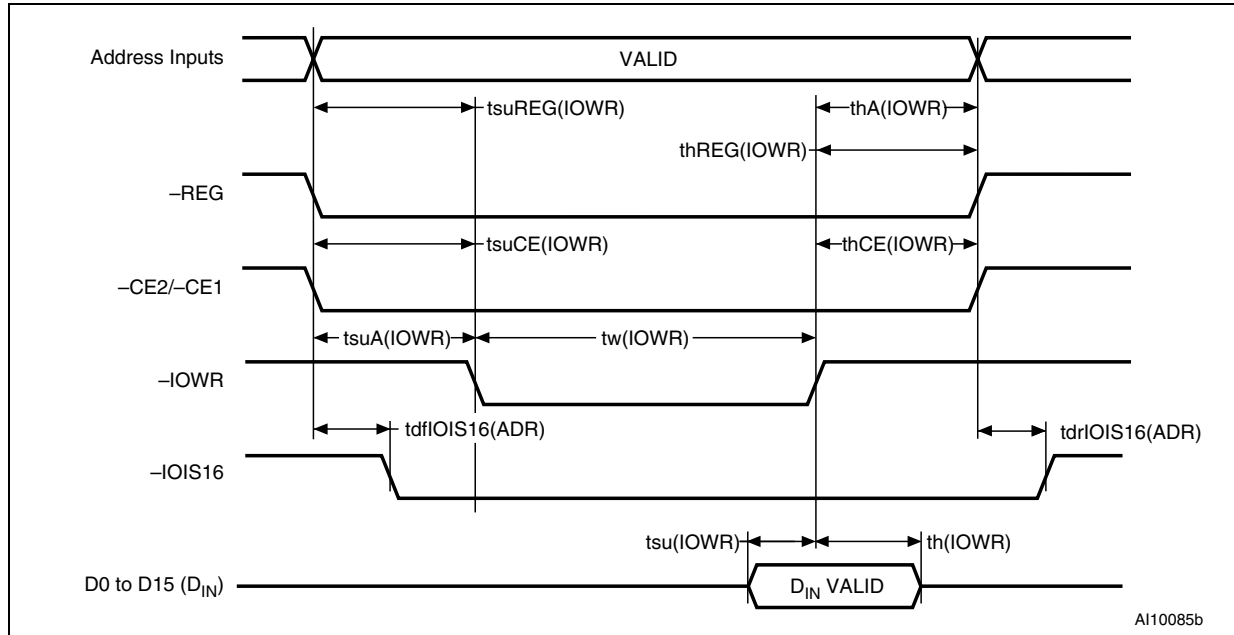 Address Inputs
VALID
tsuREG(IOWR)
thA(IOWR)
thREG(IOWR)
–REG
tsuCE(IOWR)
thCE(IOWR)
–CE2/–CE1
tsuA(IOWR)
tw(IOWR)
–IOWR
tdfIOIS16(ADR)
tdrIOIS16(ADR)
–IOIS16
tsu(IOWR)
th(IOWR)
D0 to D15 (DIN)
DIN VALID
AI10085b